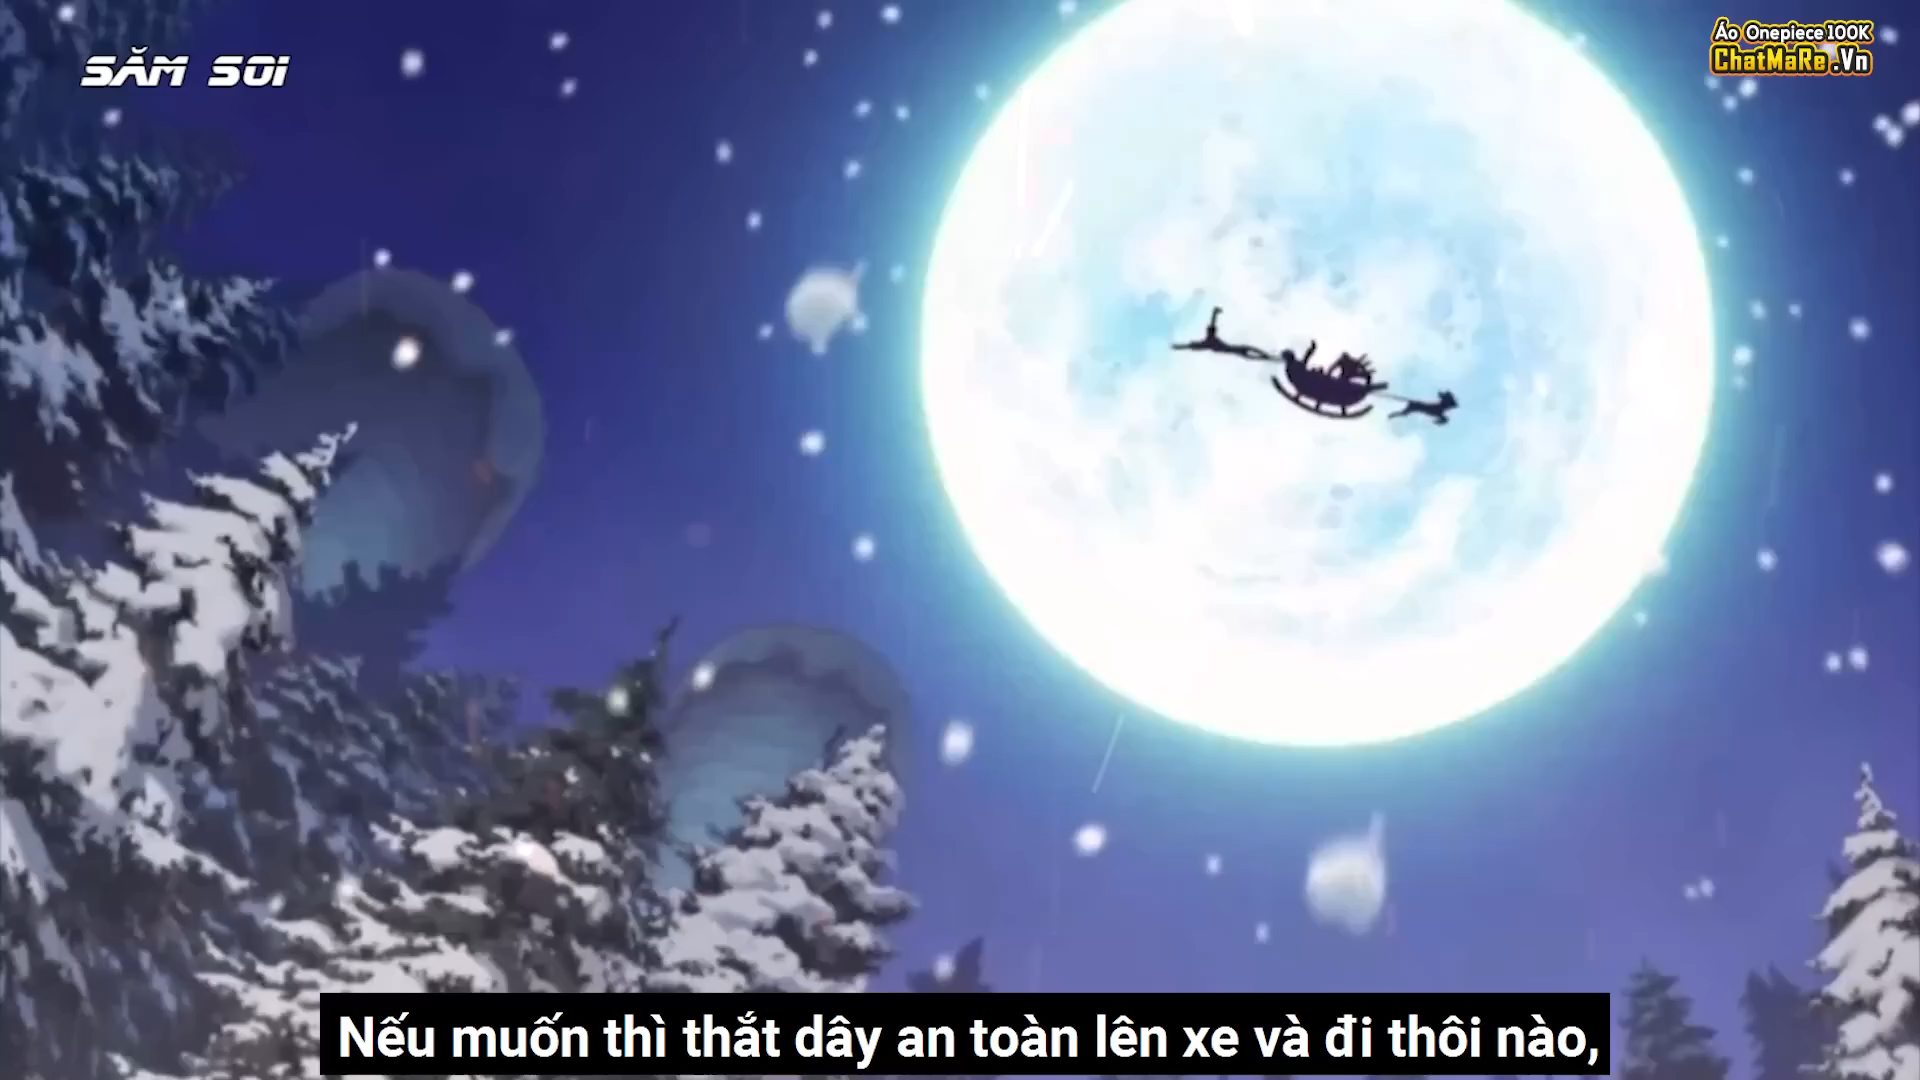 SĂM SOI
Áo Onepiece 100K
ChatMaRe.Vn
Nếu muốn thì thắt dây an toàn lên xe và đi thôi nào,